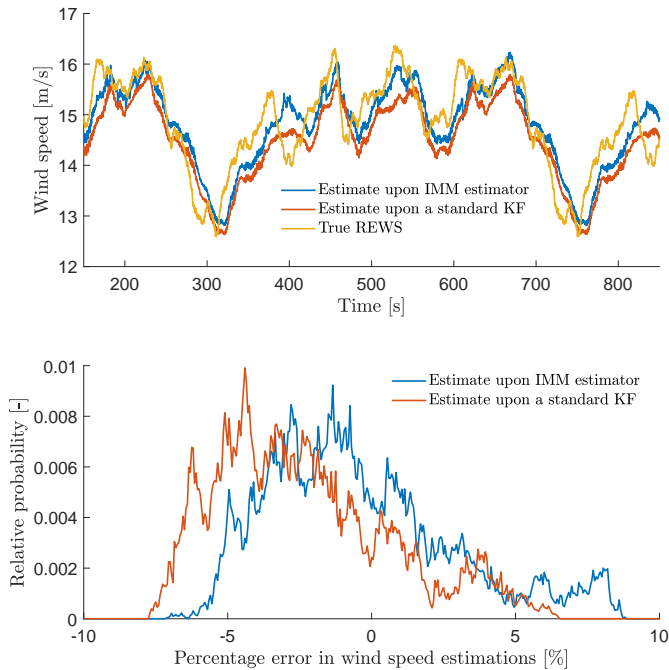 17
16
15
14
13
12
Wind speed [m/s]
Estimate upon IMM estimator
Estimate upon a standard KF
True REWS
200 300 400 500 600 700 800
Time [s]
0.01
0.008
0.006
0.004
0.002
0
Relative probability [-]
Estimate upon IMM estimator
Estimate upon a standard KF
-10 -5 0 5 10
Percentage error in wind speed estimations [%]